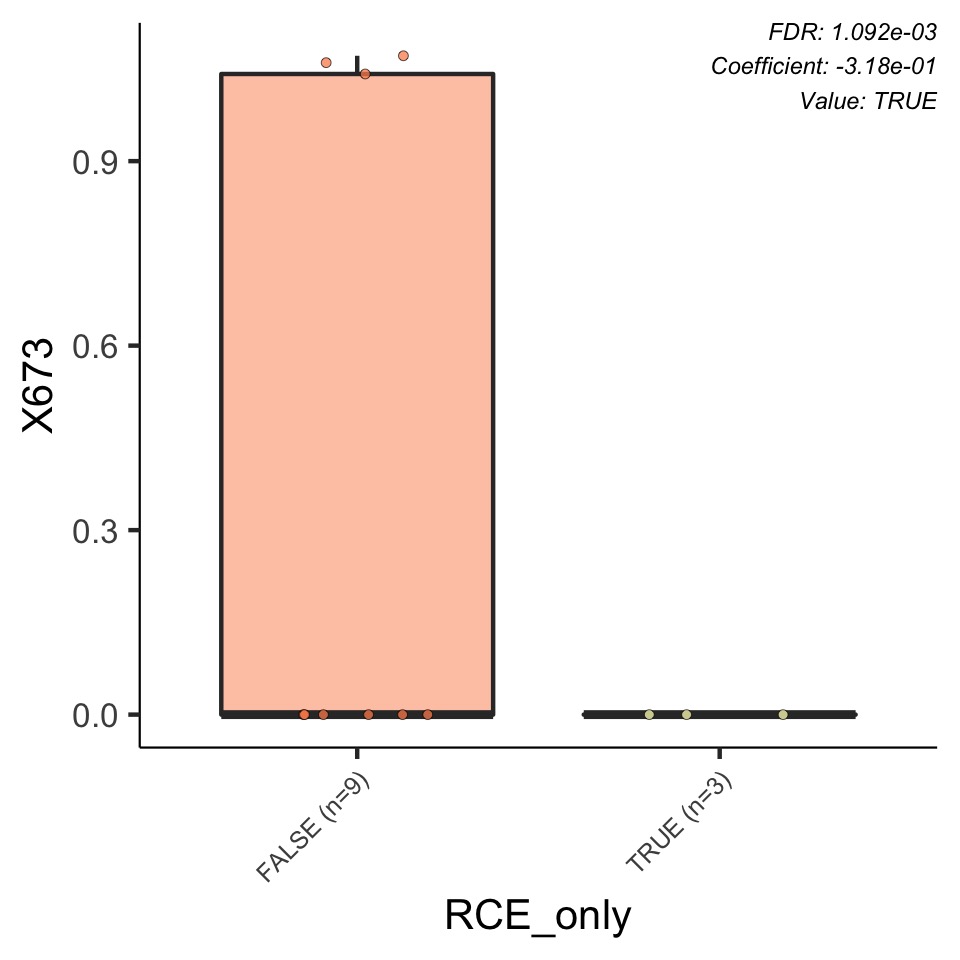 FDR: 1.092e-03
Coefficient: -3.18e-01
Value: TRUE
X673
0.9
0.6
0.3
0.0
FALSE (n=9)
TRUE (n=3)
RCE_only